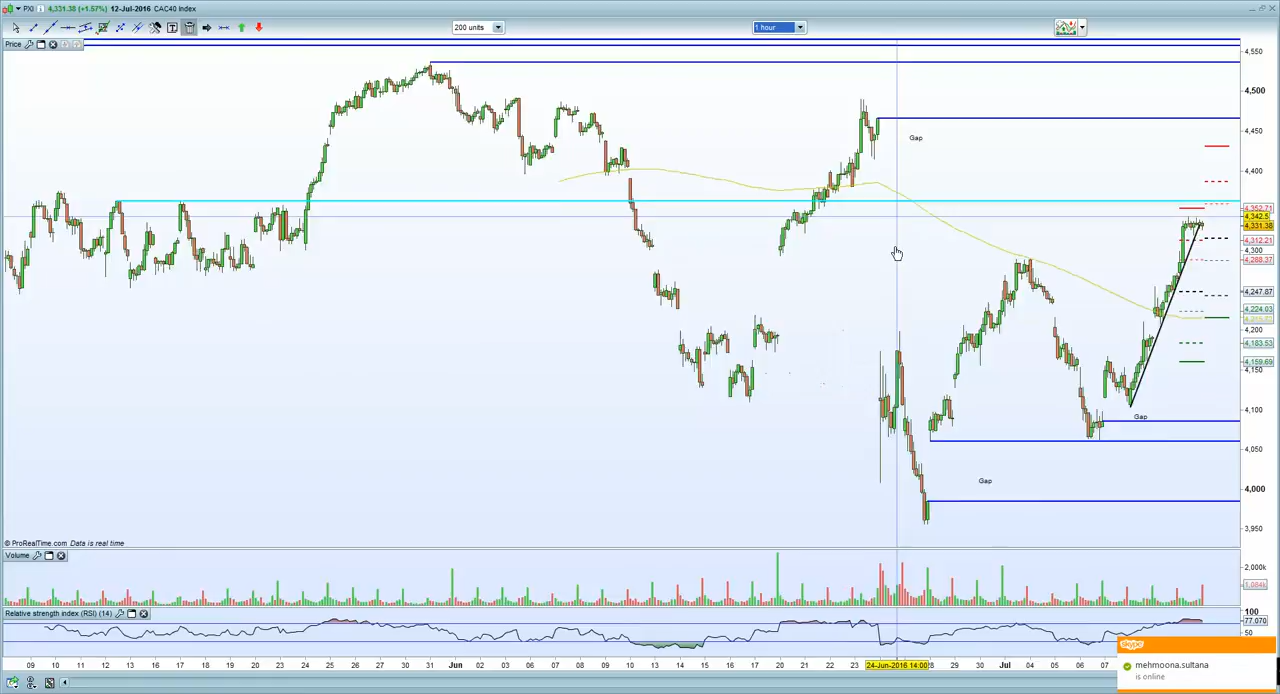 PXI 4,331.38 (+1.57%) 12-Jul-2016 CAC40 Index
200 units
1 hour
Price
4,550
4,500
4,450
4,400
4,352.71
4,342.5
4,331.38
4,312.21
4,300
4,288.37
4,247.87
4,224.03
4,200
4,183.53
4,159.69
4,150
4,100
4,050
4,000
3,950
Gap
Gap
Gap
© ProRealTime.com Data is real time
Volume
2,000k
1,084k
Relative strength index (RSI) (14)
100
77.070
50
09 10 12 13 16 17 18 19 20 23 24 25 26 27 30 31 Jun 02 03 06 07 08 09 10 13 14 15 16 17 20 21 22 23 24-Jun-2016 14:00 28 29 30 Jul 04 05 06 07
skype
mehmoona.sultana
is online